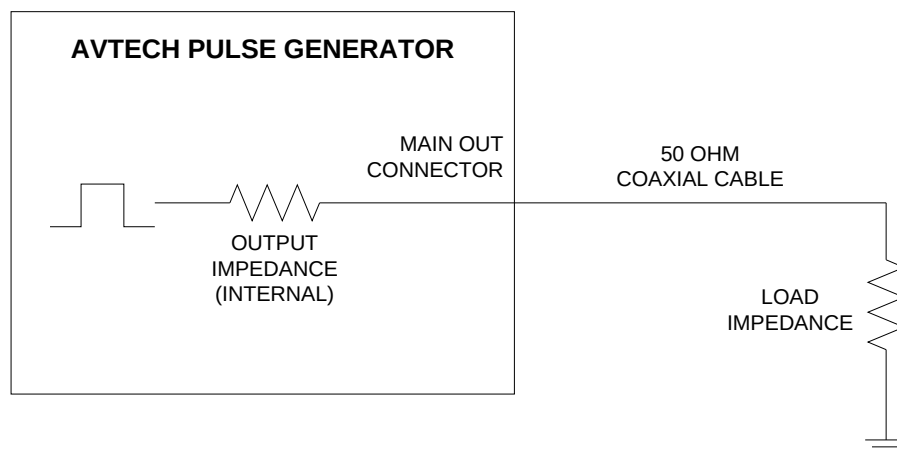 AVTECH PULSE GENERATOR
MAIN OUT
CONNECTOR
50 OHM
COAXIAL CABLE
OUTPUT
IMPEDANCE
(INTERNAL)
LOAD
IMPEDANCE